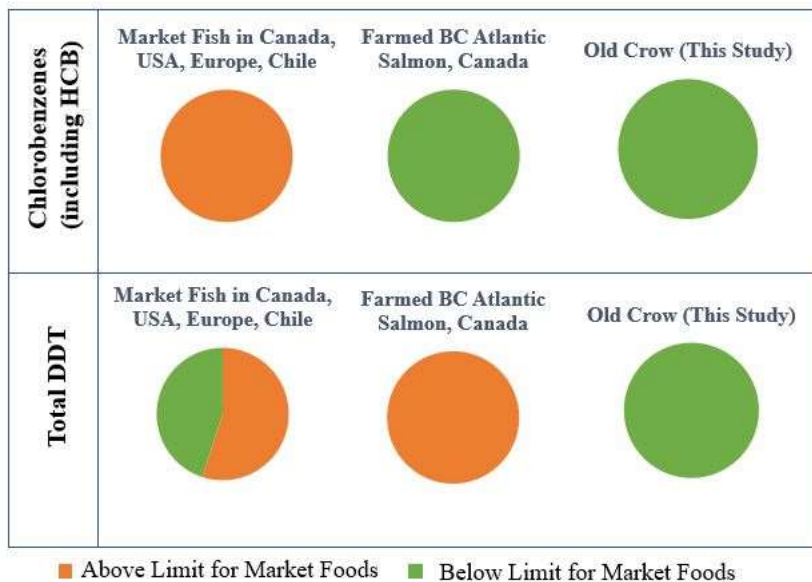 Chlorobenzenes
(including HCB)
Market Fish in Canada,
USA, Europe, Chile
Farmed BC Atlantic
Salmon, Canada
Old Crow (This Study)
Total DDT
Market Fish in Canada,
USA, Europe, Chile
Farmed BC Atlantic
Salmon, Canada
Old Crow (This Study)
Above Limit for Market Foods
Below Limit for Market Foods